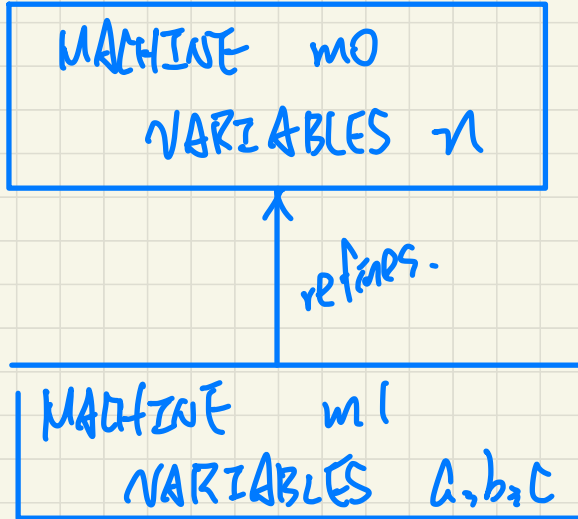 MACHINE m0
VARIABLES n
refines.
MACHINE m1
VARIABLES a, b, c